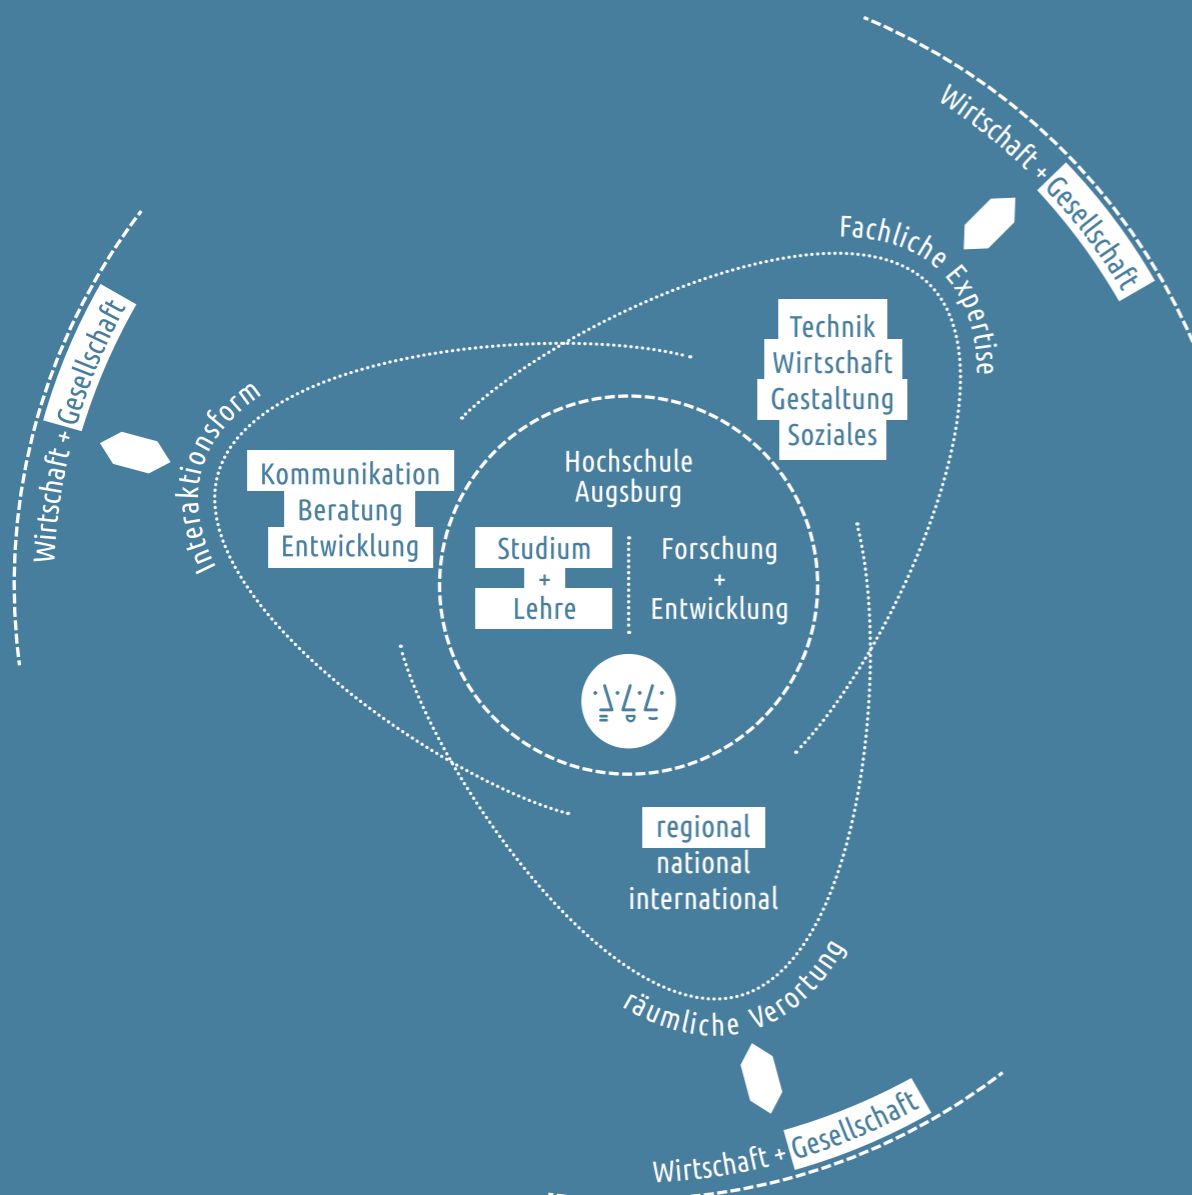 Wirtschaft + Gesellschaft
Fachliche Expertise
Technik
Wirtschaft
Gestaltung
Soziales
Wirtschaft + Gesellschaft
Interaktionsform
Kommunikation
Beratung
Entwicklung
Hochschule
Augsburg
Studium
+
Lehre
Forschung
+
Entwicklung
regional
national
international
räumliche Verortung
Wirtschaft + Gesellschaft